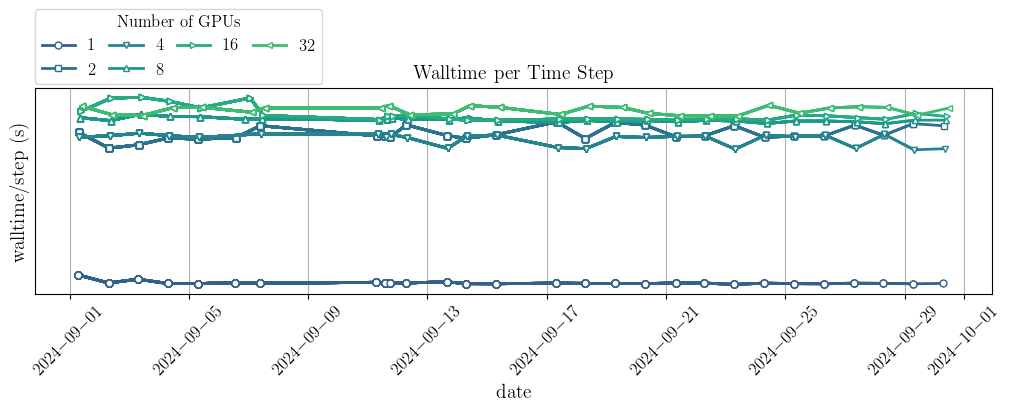 Number of GPUs
1 4 16 32
2 8
Walltime per Time Step
walltime/step (s)
2024−09−01 2024−09−05 2024−09−09 2024−09−13 2024−09−17 2024−09−21 2024−09−25 2024−09−29 2024−10−01
date